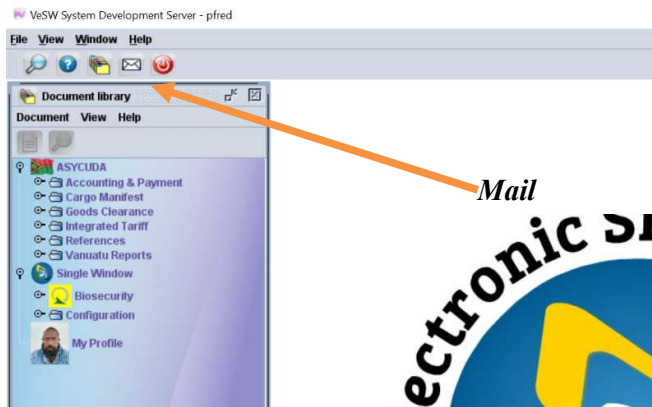 VeSW System Development Server - pfred
File View Window Help
Document library
Document View Help
ASYCUDA
Accounting & Payment
Cargo Manifest
Goods Clearance
Integrated Tariff
References
Vanuatu Reports
Single Window
Biosecurity
Configuration
My Profile
Mail
ectronic